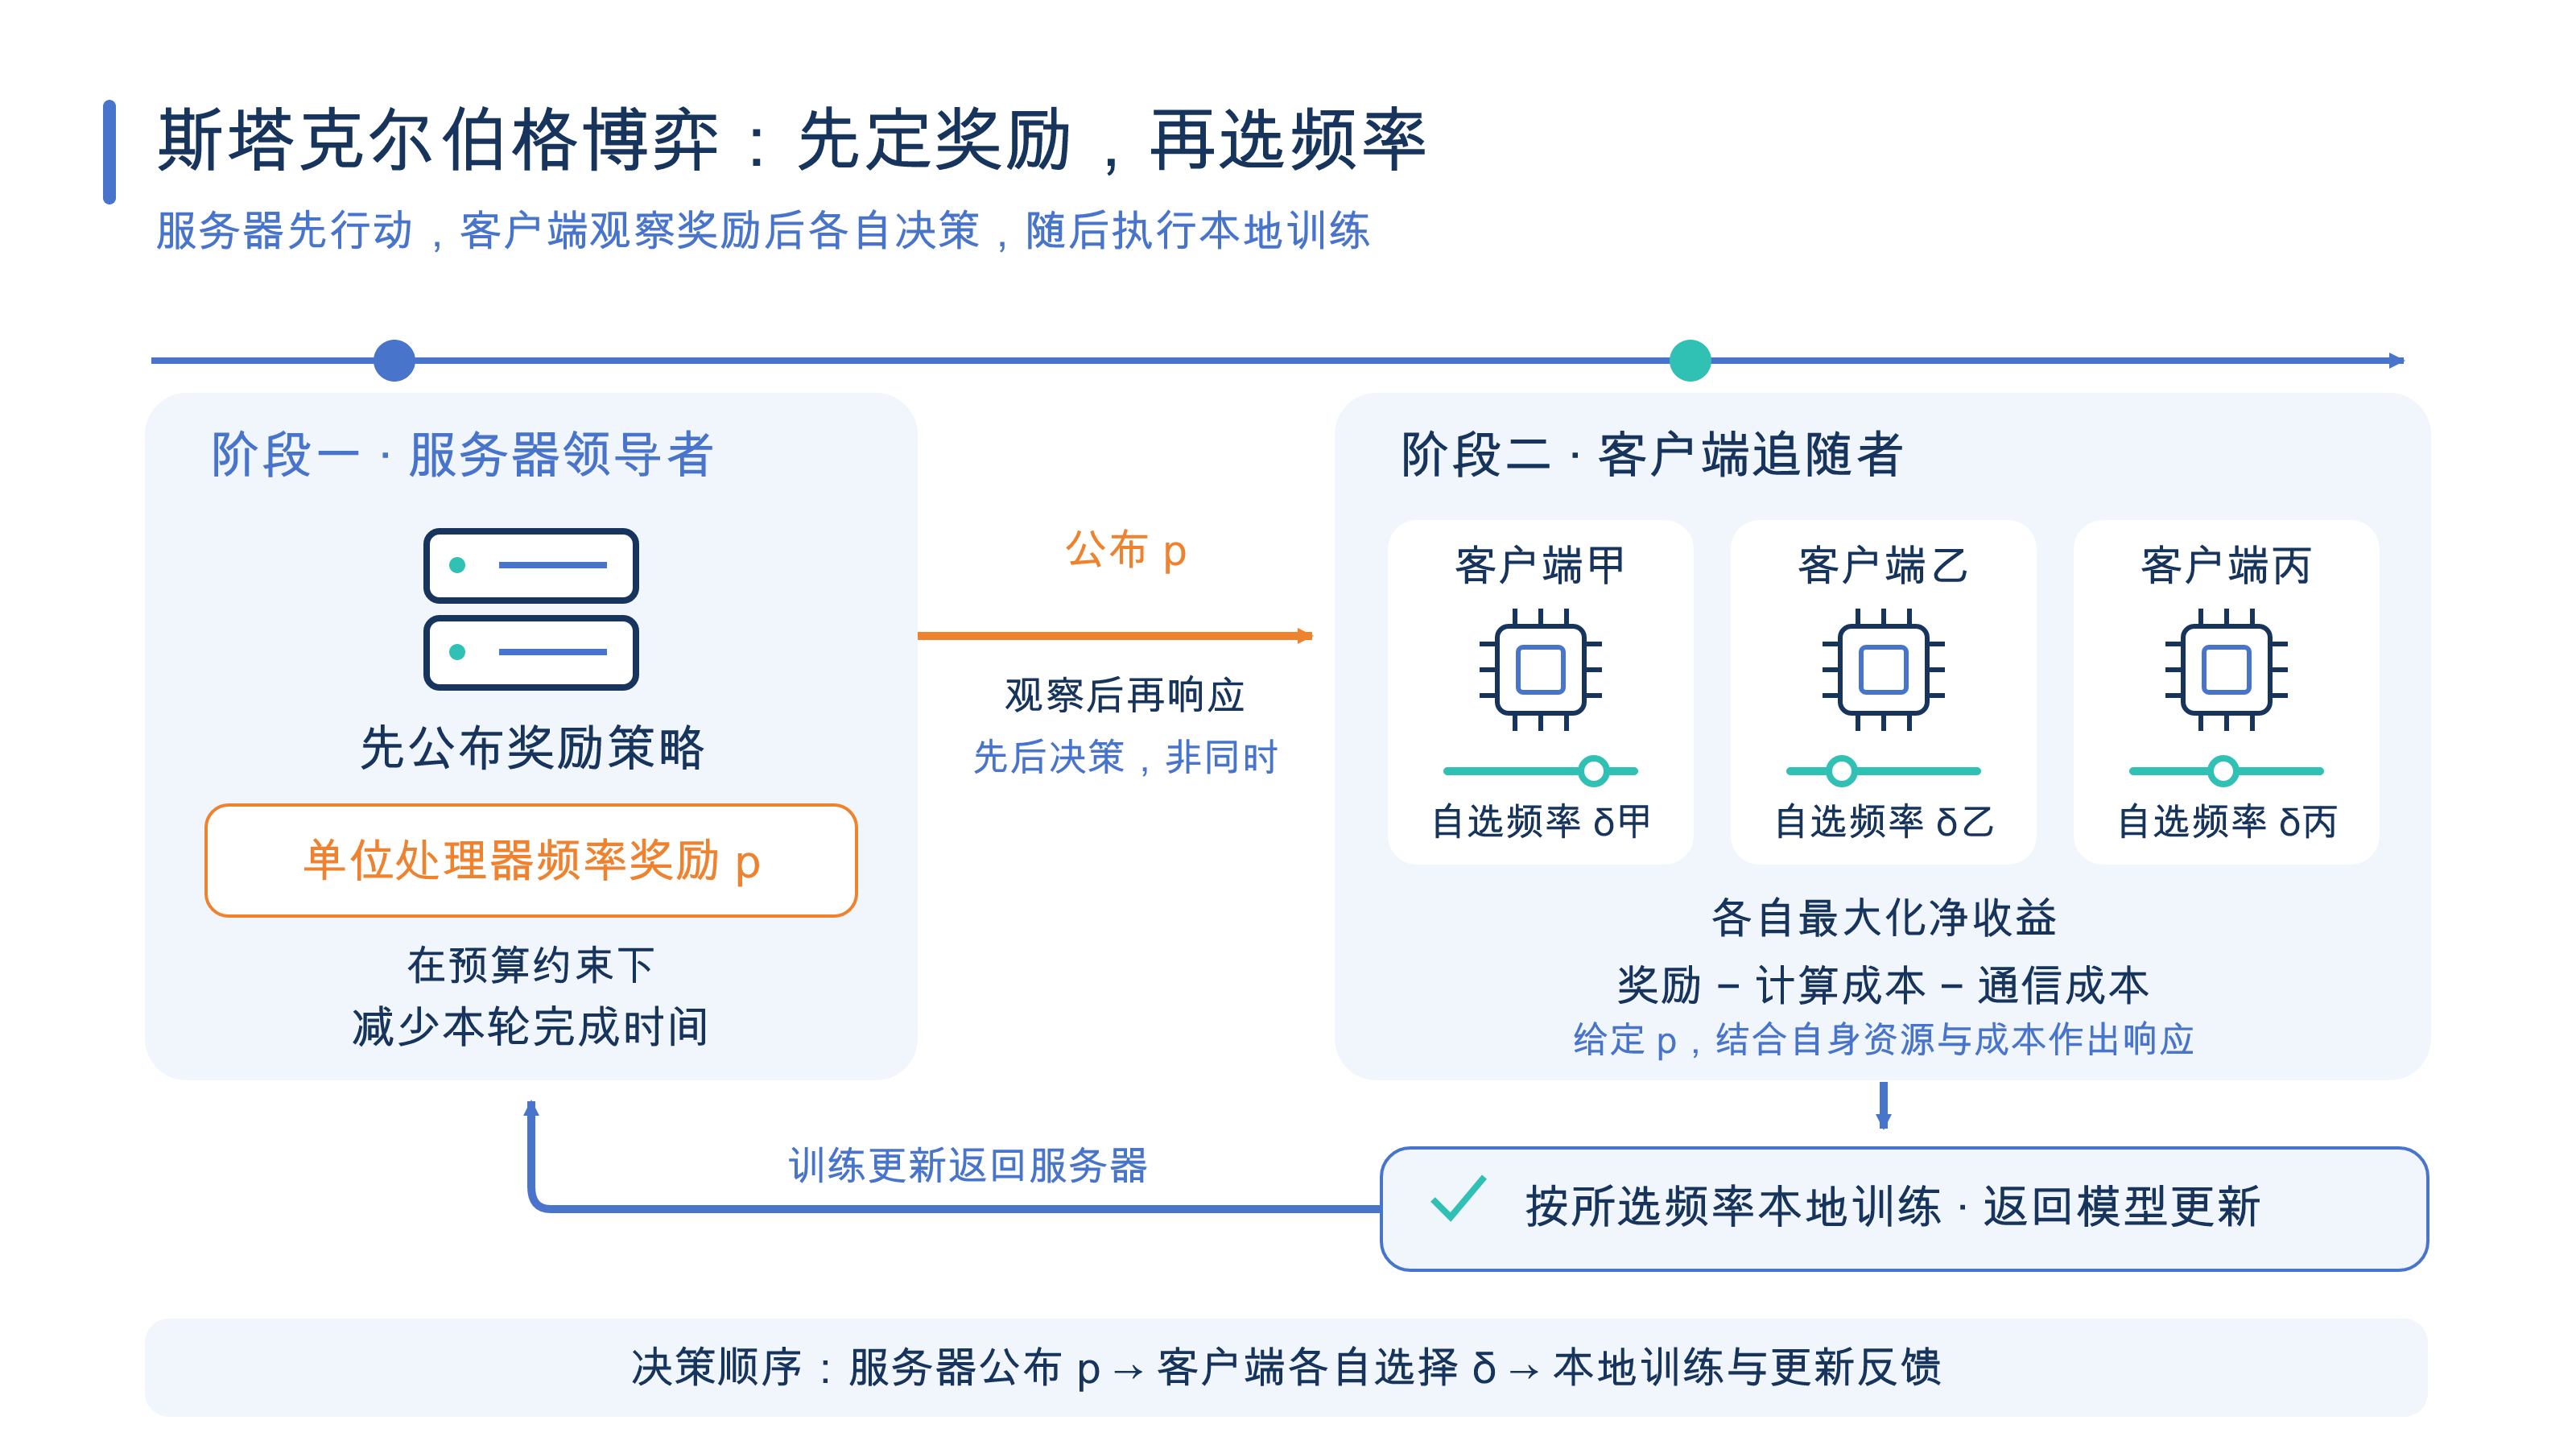 斯塔克尔伯格博弈：先定奖励，再选频率
服务器先行动，客户端观察奖励后各自决策，随后执行本地训练
阶段一 · 服务器领导者
先公布奖励策略
单位处理器频率奖励 p
在预算约束下
减少本轮完成时间
公布 p
观察后再响应
先后决策，非同时
阶段二 · 客户端追随者
客户端甲
自选频率 δ甲
客户端乙
自选频率 δ乙
客户端丙
自选频率 δ丙
各自最大化净收益
奖励 − 计算成本 − 通信成本
给定 p，结合自身资源与成本作出响应
训练更新返回服务器
按所选频率本地训练 · 返回模型更新
决策顺序：服务器公布 p → 客户端各自选择 δ → 本地训练与更新反馈